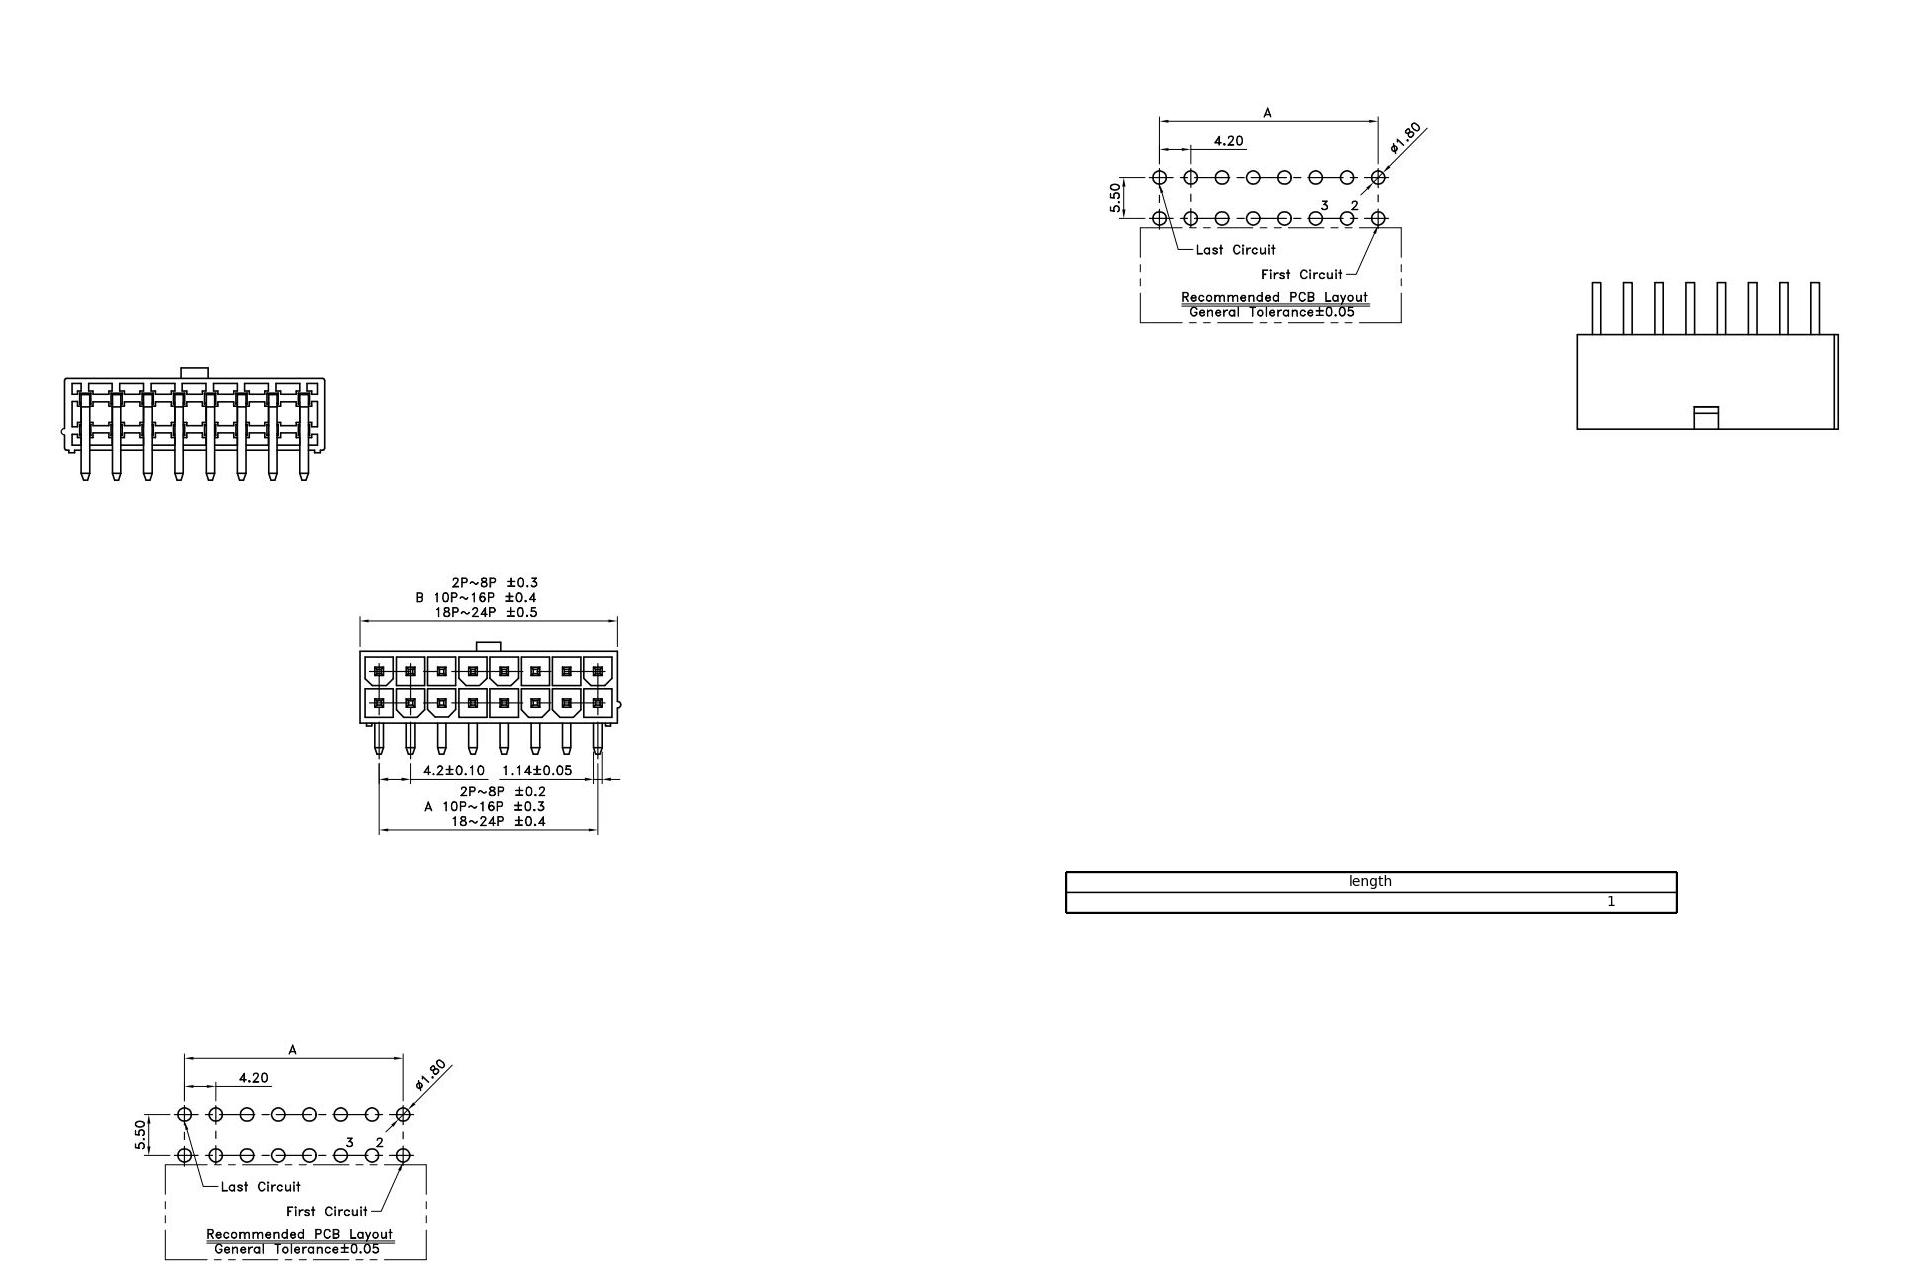 A
4.20
ø1.80
5.50
3 2
Last Circuit
First Circuit
Recommended PCB Layout
General Tolerance±0.05
2P~8P ±0.3
B 10P~16P ±0.4
18P~24P ±0.5
4.2±0.10 1.14±0.05
2P~8P ±0.2
A 10P~16P ±0.3
18~24P ±0.4
length
1
A
4.20
ø1.80
5.50
3 2
Last Circuit
First Circuit
Recommended PCB Layout
General Tolerance±0.05